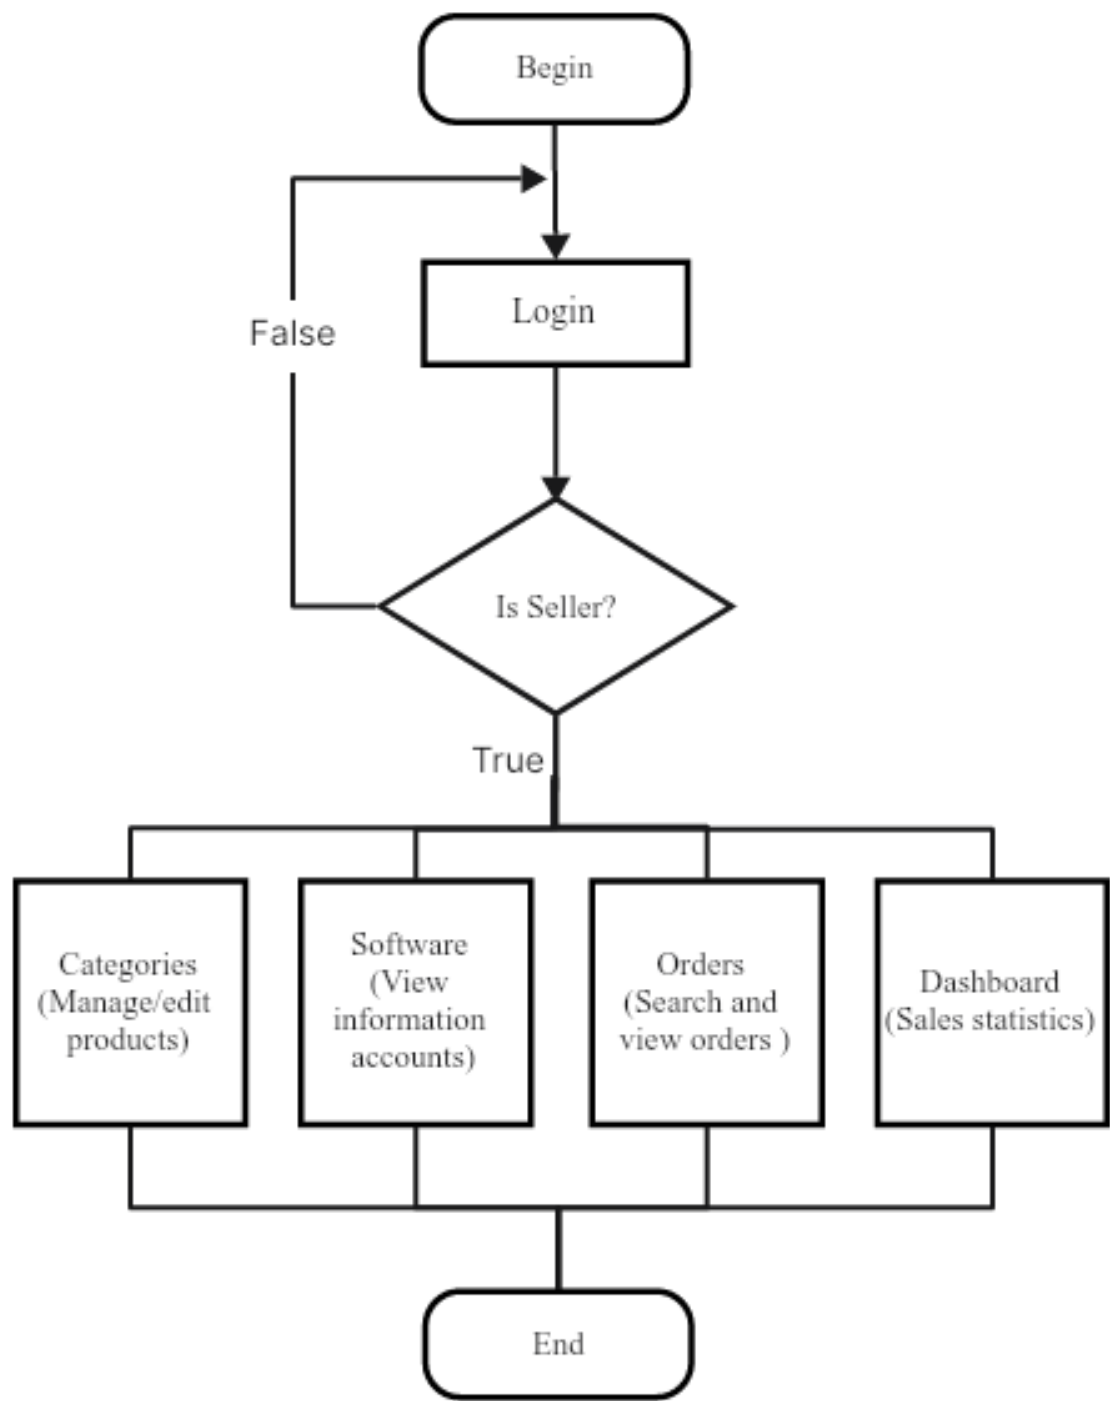 Begin
Login
False
Is Seller?
True
Categories
(Manage/edit
products)
Software
(View
information
accounts)
Orders
(Search and
view orders )
Dashboard
(Sales statistics)
End